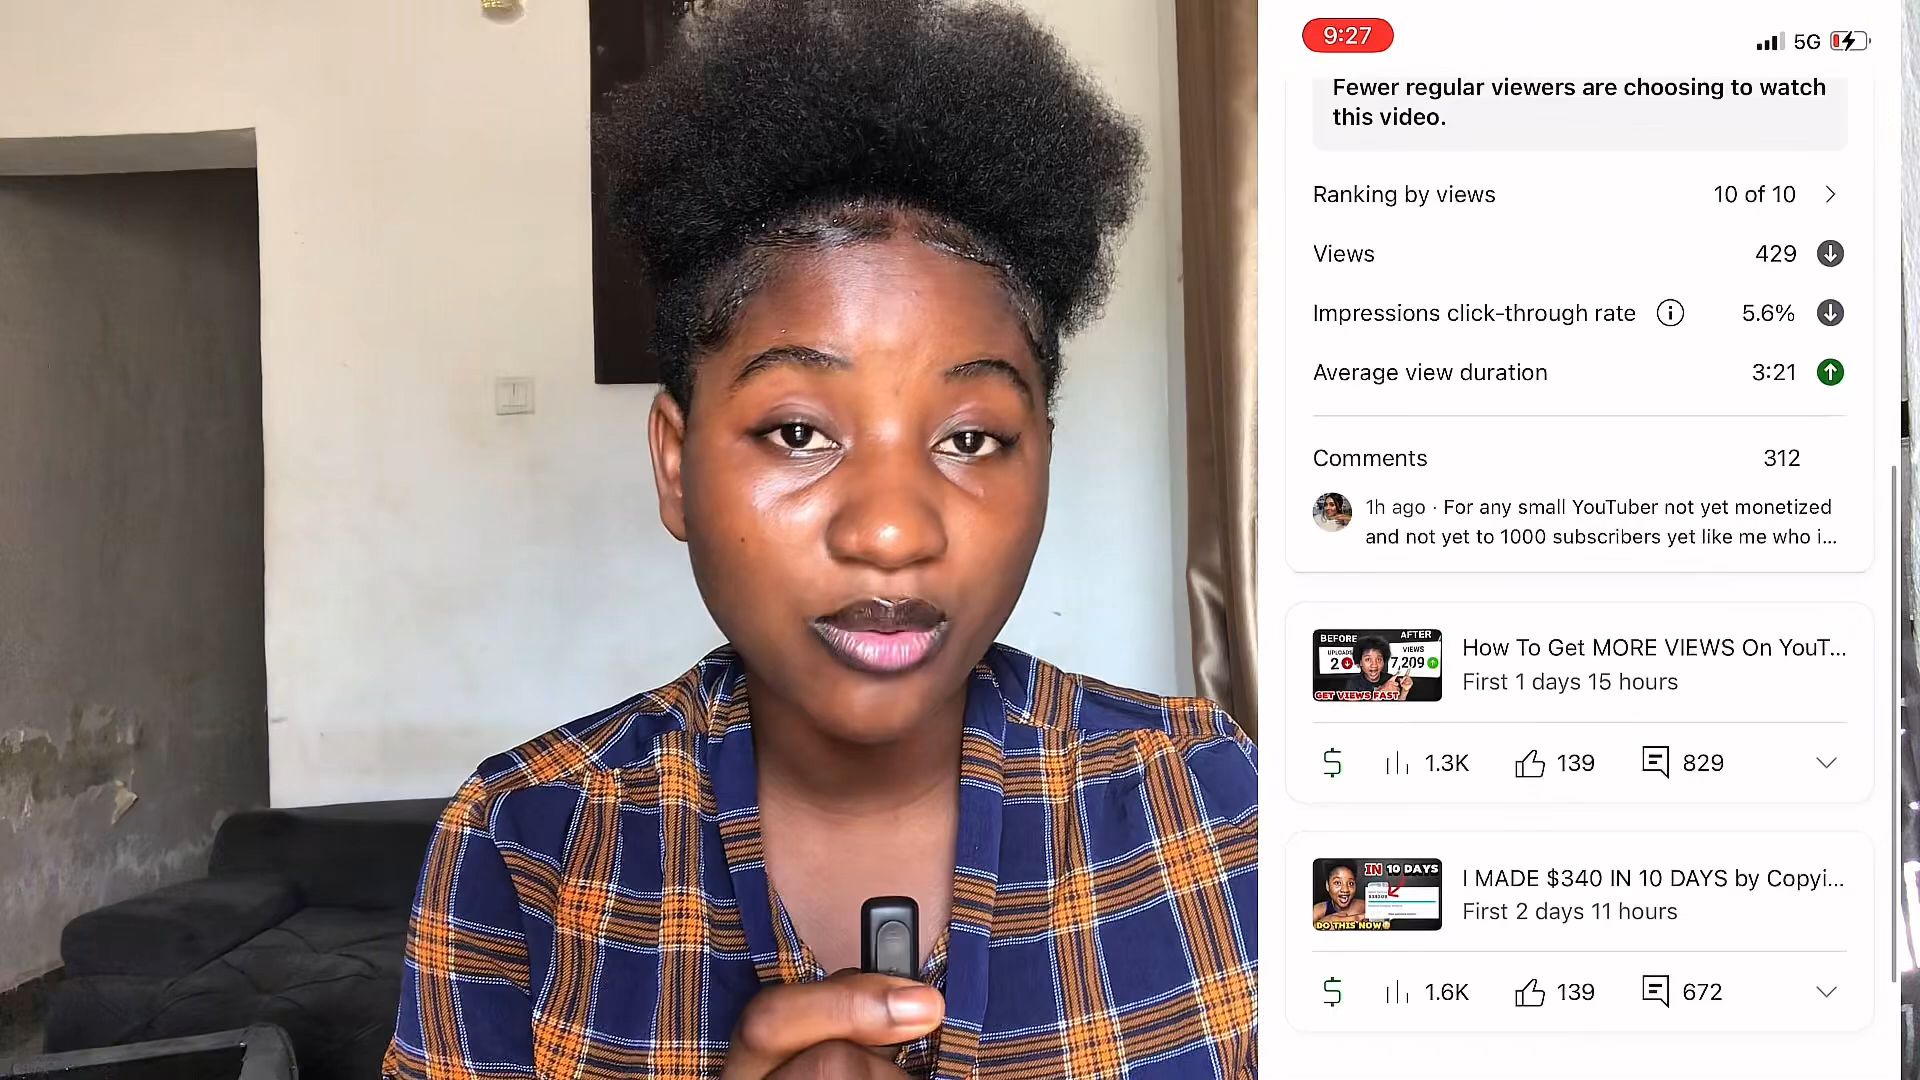 9:27
5G
Fewer regular viewers are choosing to watch
this video.
Ranking by views 10 of 10
Views 429
Impressions click-through rate 5.6%
Average view duration 3:21
Comments 312
1h ago · For any small YouTuber not yet monetized
and not yet to 1000 subscribers yet like me who i...
BEFORE AFTER
UPLOADS VIEWS
2 7,209
GET VIEWS FAST
How To Get MORE VIEWS On YouT...
First 1 days 15 hours
$ 1.3K 139 829
IN 10 DAYS
DO THIS NOW
I MADE $340 IN 10 DAYS by Copyi...
First 2 days 11 hours
$ 1.6K 139 672